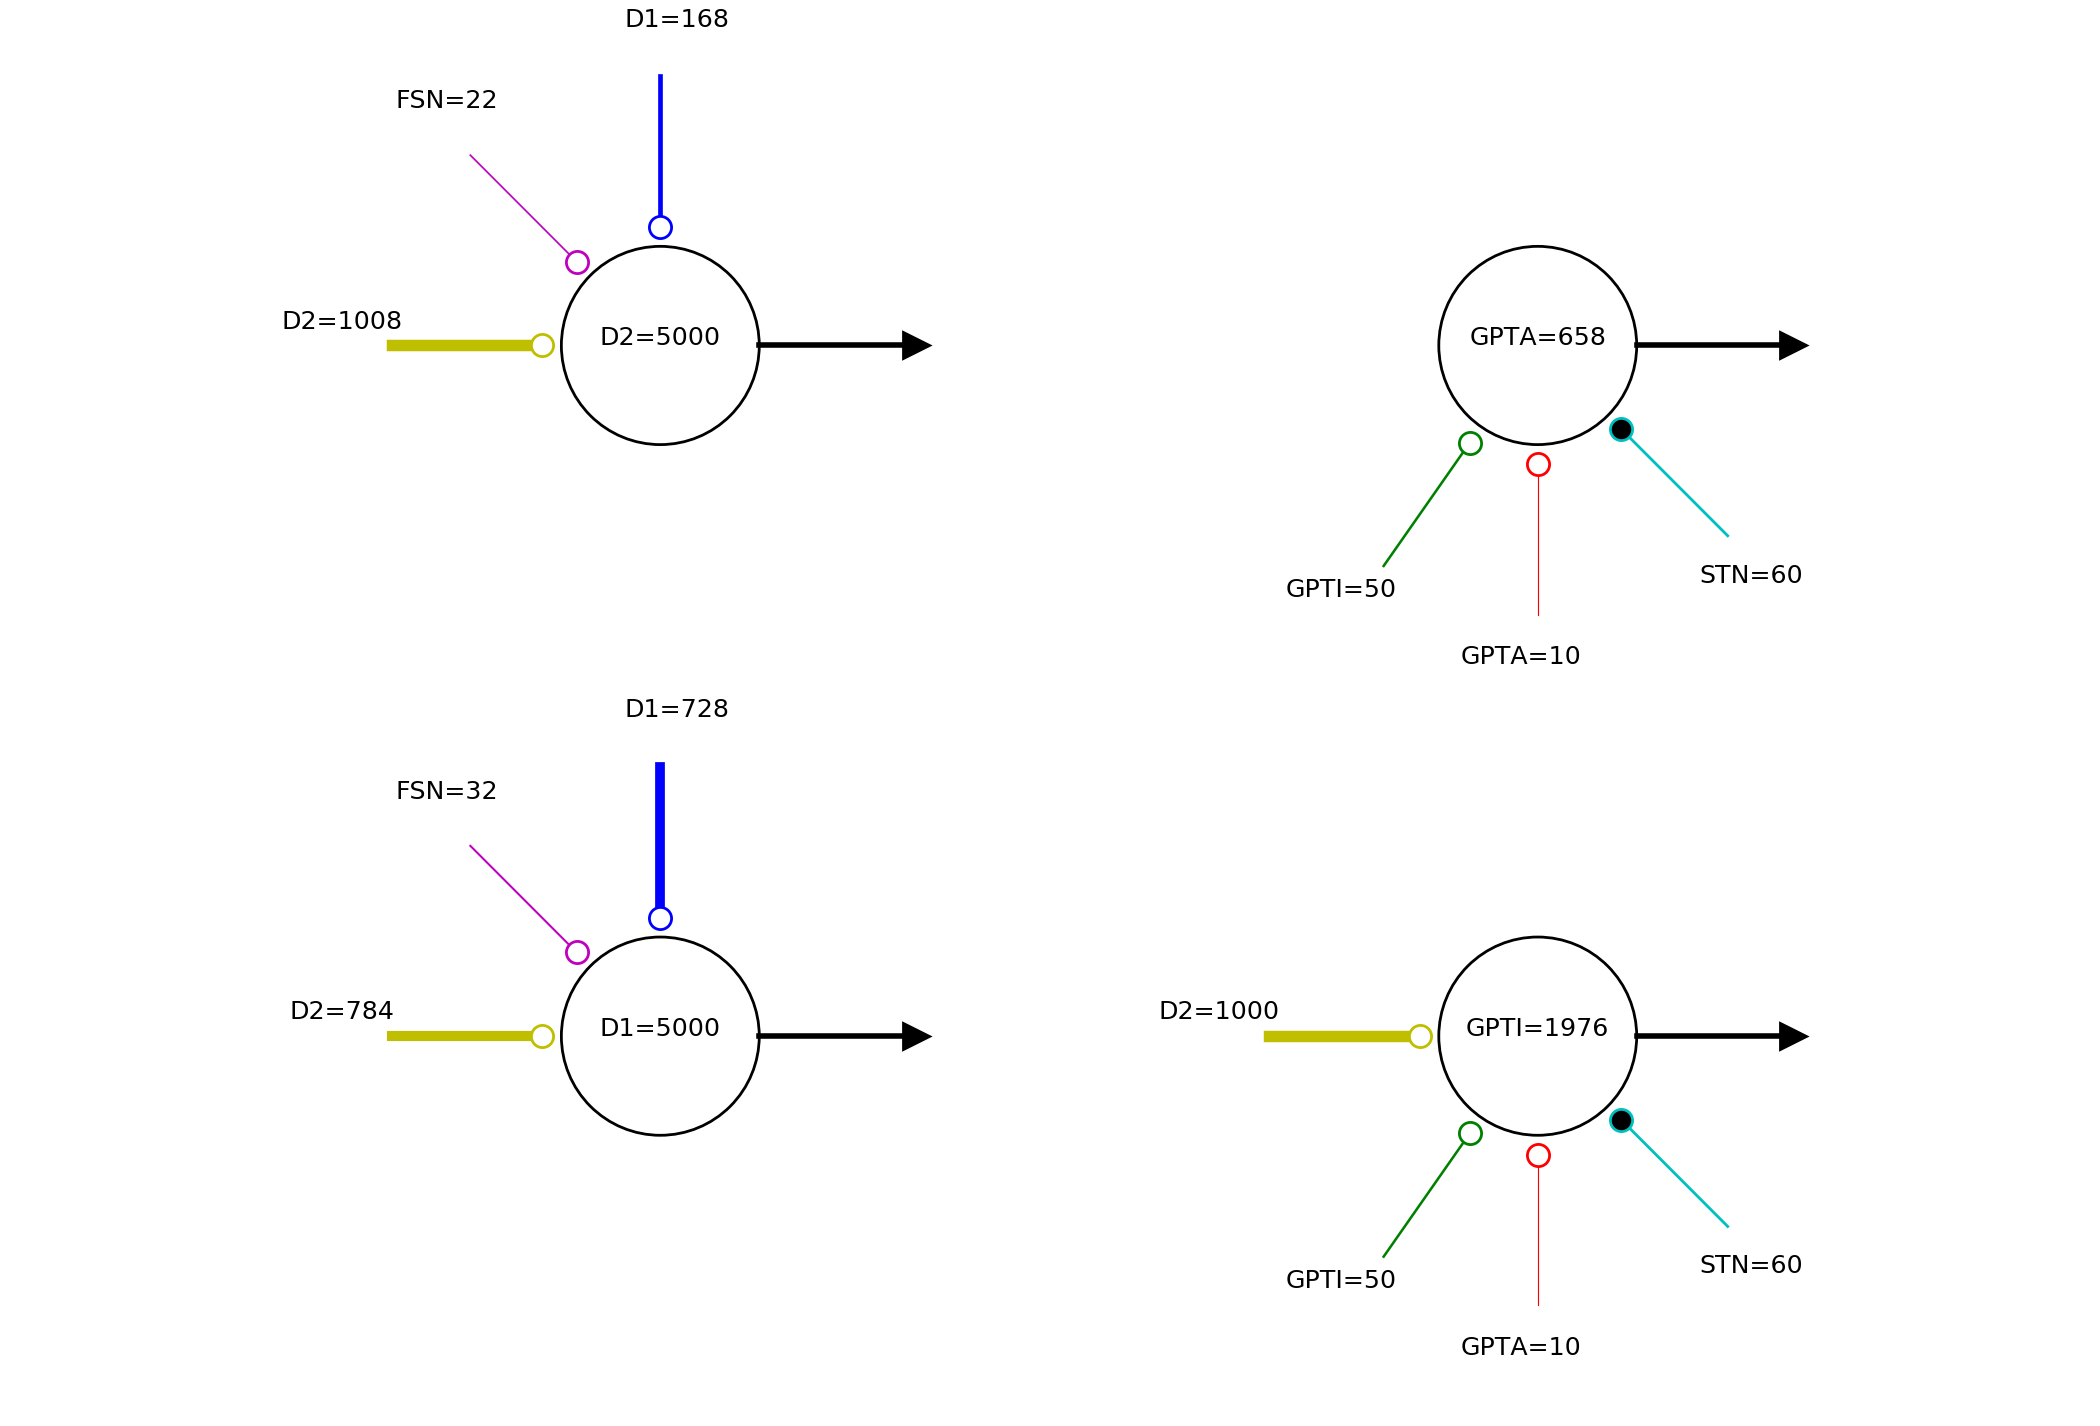 D1=168
FSN=22
D2=1008
D2=5000
GPTA=658
GPTI=50
STN=60
GPTA=10
D1=728
FSN=32
D2=784
D1=5000
D2=1000
GPTI=1976
GPTI=50
STN=60
GPTA=10